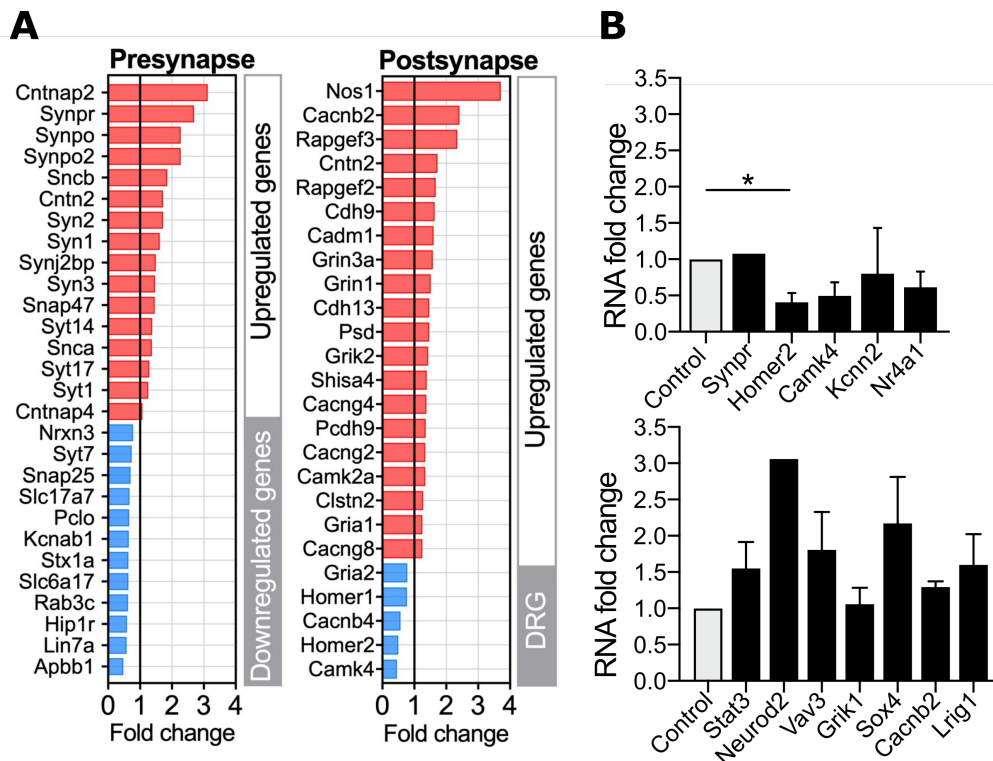 A
Presynapse
Cntnap2
Synpr
Synpo
Synpo2
Sncb
Cntn2
Syn2
Syn1
Synj2bp
Syn3
Snap47
Syt14
Snca
Syt17
Syt1
Cntnap4
Nrxn3
Syt7
Snap25
Slc17a7
Pclo
Kcnab1
Stx1a
Slc6a17
Rab3c
Hip1r
Lin7a
Apbb1
0 1 2 3 4
Fold change
Upregulated genes
Downregulated genes
Postsynapse
Nos1
Cacnb2
Rapgef3
Cntn2
Rapgef2
Cdh9
Cadm1
Grin3a
Grin1
Cdh13
Psd
Grik2
Shisa4
Cacng4
Pcdh9
Cacng2
Camk2a
Clstn2
Gria1
Cacng8
Gria2
Homer1
Cacnb4
Homer2
Camk4
0 1 2 3 4
Fold change
Upregulated genes
DRG
B
RNA fold change
3.5
3.0
2.5
2.0
1.5
1.0
0.5
0.0
*
Control
Synpr
Homer2
Camk4
Kcnn2
Nr4a1
RNA fold change
3.5
3.0
2.5
2.0
1.5
1.0
0.5
0.0
Control
Stat3
Neurod2
Vav3
Grik1
Sox4
Cacnb2
Lrig1